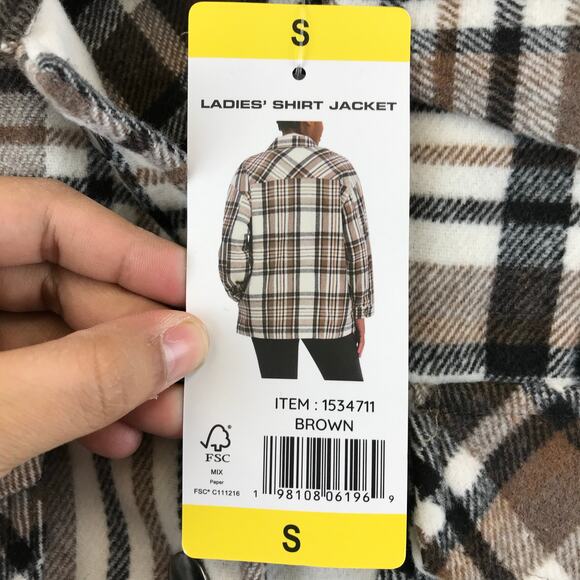 S
LADIES' SHIRT JACKET
ITEM : 1534711
BROWN
FSC
MIX
Paper
FSC® C111216
1 98108 06196 9
S